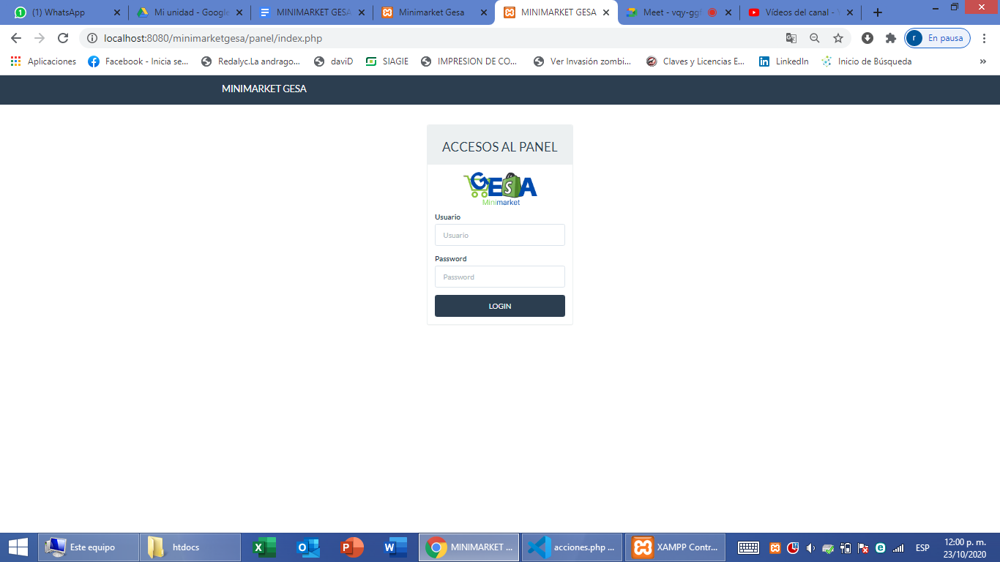 (1) WhatsApp
Mi unidad - Google
MINIMARKET GESA
Minimarket Gesa
MINIMARKET GESA
Meet - vqy-ggt
Vídeos del canal - Y
localhost:8080/minimarketgesa/panel/index.php
r
En pausa
Aplicaciones
Facebook - Inicia se...
Redalyc.La andrago...
daviD
SIAGIE
IMPRESION DE CO...
Ver Invasión zombi...
Claves y Licencias E...
LinkedIn
Inicio de Búsqueda
»
MINIMARKET GESA
ACCESOS AL PANEL
GESA
Minimarket
Usuario
Usuario
Password
Password
LOGIN
Este equipo
htdocs
MINIMARKET ...
acciones.php ...
XAMPP Contr...
ESP
12:00 p. m.
23/10/2020